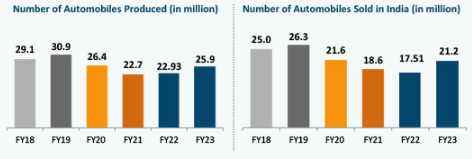 Number of Automobiles Produced (in million)
29.1 30.9 26.4 22.7 22.93 25.9
FY18 FY19 FY20 FY21 FY22 FY23
Number of Automobiles Sold in India (in million)
25.0 26.3 21.6 18.6 17.51 21.2
FY18 FY19 FY20 FY21 FY22 FY23